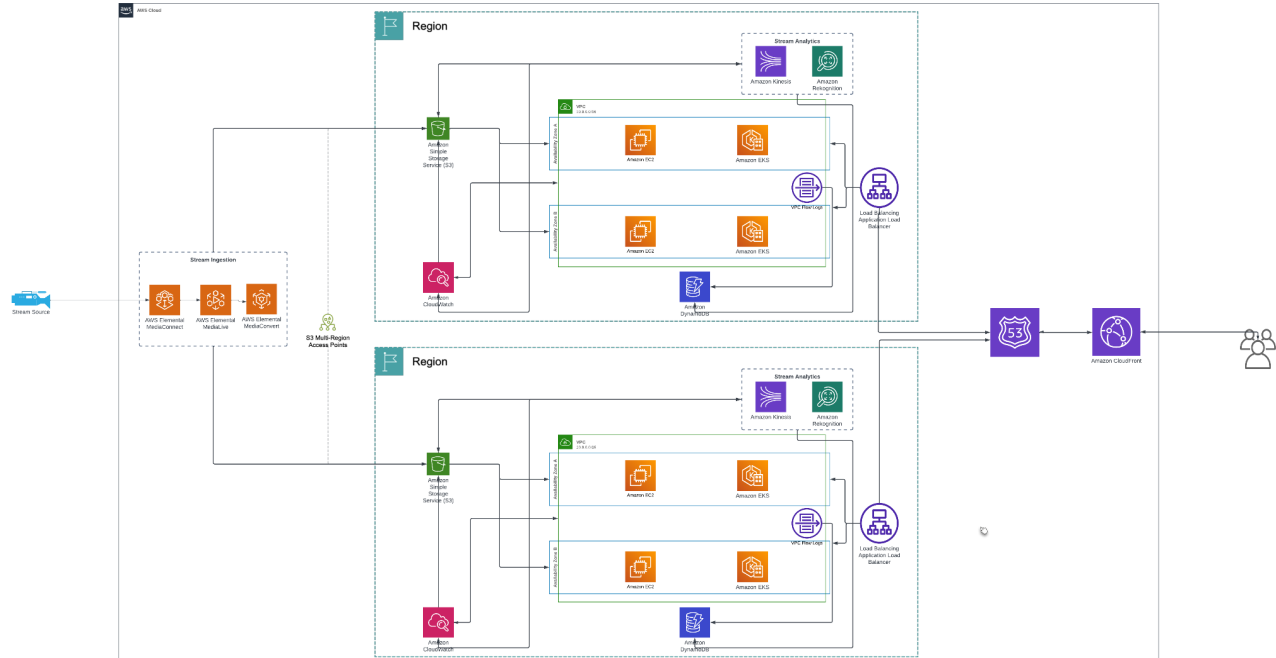 aws
AWS Cloud
Stream Source
Stream Ingestion
AWS Elemental
MediaConnect
AWS Elemental
MediaLive
AWS Elemental
MediaConvert
S3 Multi-Region
Access Points
Region
Stream Analytics
Amazon Kinesis
Amazon
Rekognition
Amazon
Simple
Storage
Service (S3)
VPC
Availability Zone A
Amazon EC2
Amazon EKS
VPC Flow Logs
Availability Zone B
Amazon EC2
Amazon EKS
Load Balancing
Application Load
Balancer
Amazon
CloudWatch
Amazon
DynamoDB
Region
Stream Analytics
Amazon Kinesis
Amazon
Rekognition
Amazon
Simple
Storage
Service (S3)
VPC
Availability Zone A
Amazon EC2
Amazon EKS
VPC Flow Logs
Availability Zone B
Amazon EC2
Amazon EKS
Load Balancing
Application Load
Balancer
Amazon
CloudWatch
Amazon
DynamoDB
53
Amazon CloudFront